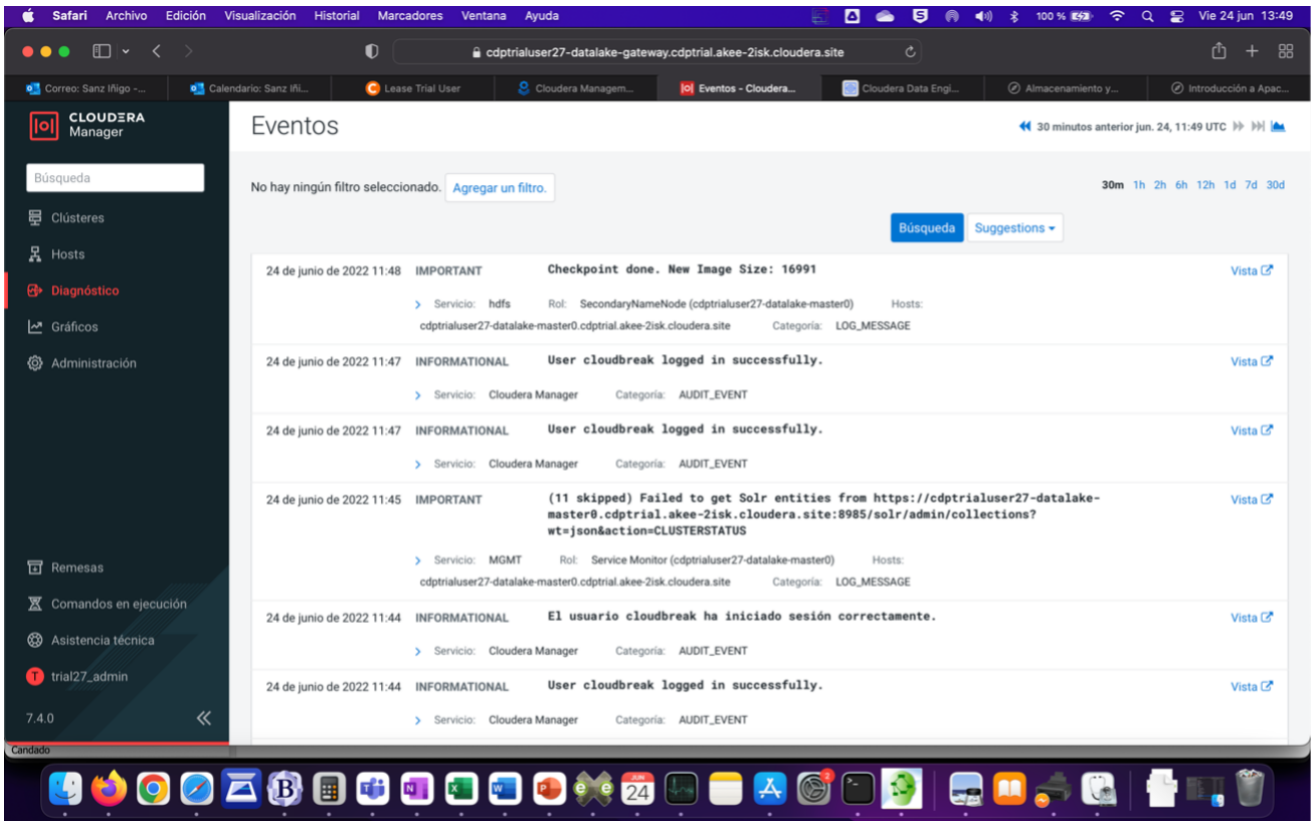 Safari Archivo Edición Visualización Historial Marcadores Ventana Ayuda 100 % Vie 24 jun 13:49
cdptrialuser27-datalake-gateway.cdptrial.akee-2isk.cloudera.site
Correo: Sanz Iñigo -... Calendario: Sanz Iñi... Lease Trial User Cloudera Managem... Eventos - Cloudera... Cloudera Data Engi... Almacenamiento y... Introducción a Apac...
CLOUDERA
Manager
Búsqueda
Clústeres
Hosts
Diagnóstico
Gráficos
Administración
Remesas
Comandos en ejecución
Asistencia técnica
T trial27_admin
7.4.0
Eventos
30 minutos anterior jun. 24, 11:49 UTC
No hay ningún filtro seleccionado. Agregar un filtro.
30m 1h 2h 6h 12h 1d 7d 30d
Búsqueda Suggestions
24 de junio de 2022 11:48 IMPORTANT Checkpoint done. New Image Size: 16991 Vista
Servicio: hdfs Rol: SecondaryNameNode (cdptrialuser27-datalake-master0) Hosts:
cdptrialuser27-datalake-master0.cdptrial.akee-2isk.cloudera.site Categoría: LOG_MESSAGE
24 de junio de 2022 11:47 INFORMATIONAL User cloudbreak logged in successfully. Vista
Servicio: Cloudera Manager Categoría: AUDIT_EVENT
24 de junio de 2022 11:47 INFORMATIONAL User cloudbreak logged in successfully. Vista
Servicio: Cloudera Manager Categoría: AUDIT_EVENT
24 de junio de 2022 11:45 IMPORTANT (11 skipped) Failed to get Solr entities from https://cdptrialuser27-datalake- Vista
master0.cdptrial.akee-2isk.cloudera.site:8985/solr/admin/collections?
wt=json&action=CLUSTERSTATUS
Servicio: MGMT Rol: Service Monitor (cdptrialuser27-datalake-master0) Hosts:
cdptrialuser27-datalake-master0.cdptrial.akee-2isk.cloudera.site Categoría: LOG_MESSAGE
24 de junio de 2022 11:44 INFORMATIONAL El usuario cloudbreak ha iniciado sesión correctamente. Vista
Servicio: Cloudera Manager Categoría: AUDIT_EVENT
24 de junio de 2022 11:44 INFORMATIONAL User cloudbreak logged in successfully. Vista
Servicio: Cloudera Manager Categoría: AUDIT_EVENT
Candado
JUN
24
2